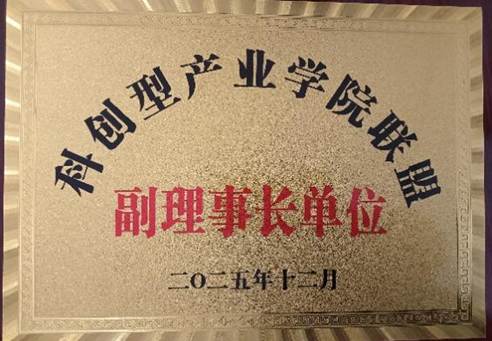 科创型产业学院联盟
副理事长单位
二〇二五年十二月